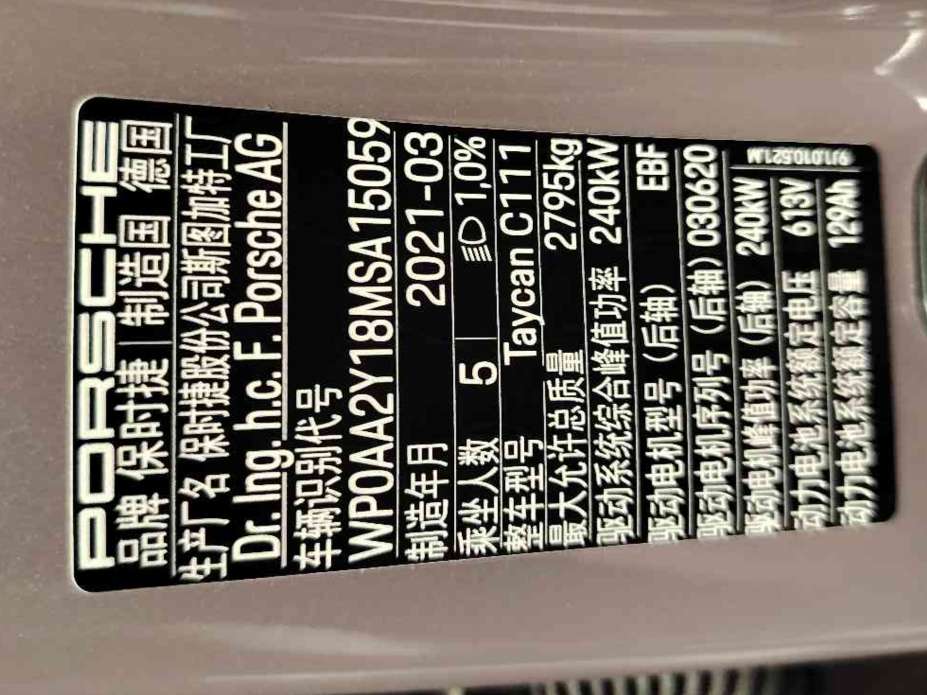 PORSCHE
品牌 保时捷 制造国 德国
生产厂名 保时捷股份公司斯图加特工厂
Dr. Ing. h.c. F. Porsche AG
车辆识别代号
WP0AA2Y18MSA15059
制造年月 2021-03
乘坐人数 5 1,0%
整车型号 Taycan C111
最大允许总质量 2795kg
驱动系统综合峰值功率 240kW
驱动电机型号（后轴） EBF
驱动电机序列号（后轴）030620
驱动电机峰值功率（后轴） 240kW
动力电池系统额定电压 613V
动力电池系统额定容量 129Ah
9J1.010.521.M